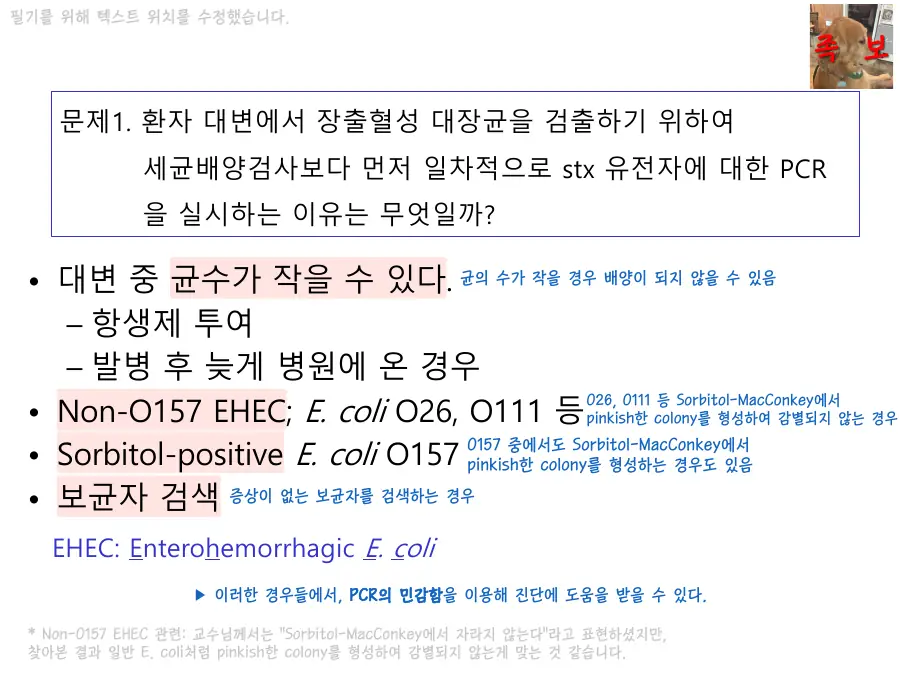 필기를 위해 텍스트 위치를 수정했습니다.
족 보
문제1. 환자 대변에서 장출혈성 대장균을 검출하기 위하여
세균배양검사보다 먼저 일차적으로 stx 유전자에 대한 PCR
을 실시하는 이유는 무엇일까?
• 대변 중 균수가 작을 수 있다. 균의 수가 작을 경우 배양이 되지 않을 수 있음
– 항생제 투여
– 발병 후 늦게 병원에 온 경우
• Non-O157 EHEC; E. coli O26, O111 등 O26, O111 등 Sorbitol-MacConkey에서
pinkish한 colony를 형성하여 감별되지 않는 경우
• Sorbitol-positive E. coli O157 O157 중에서도 Sorbitol-MacConkey에서
pinkish한 colony를 형성하는 경우도 있음
• 보균자 검색 증상이 없는 보균자를 검색하는 경우
EHEC: Enterohemorrhagic E. coli
▶ 이러한 경우들에서, PCR의 민감함을 이용해 진단에 도움을 받을 수 있다.
* Non-O157 EHEC 관련: 교수님께서는 "Sorbitol-MacConkey에서 자라지 않는다"라고 표현하셨지만,
찾아본 결과 일반 E. coli처럼 pinkish한 colony를 형성하여 감별되지 않는게 맞는 것 같습니다.